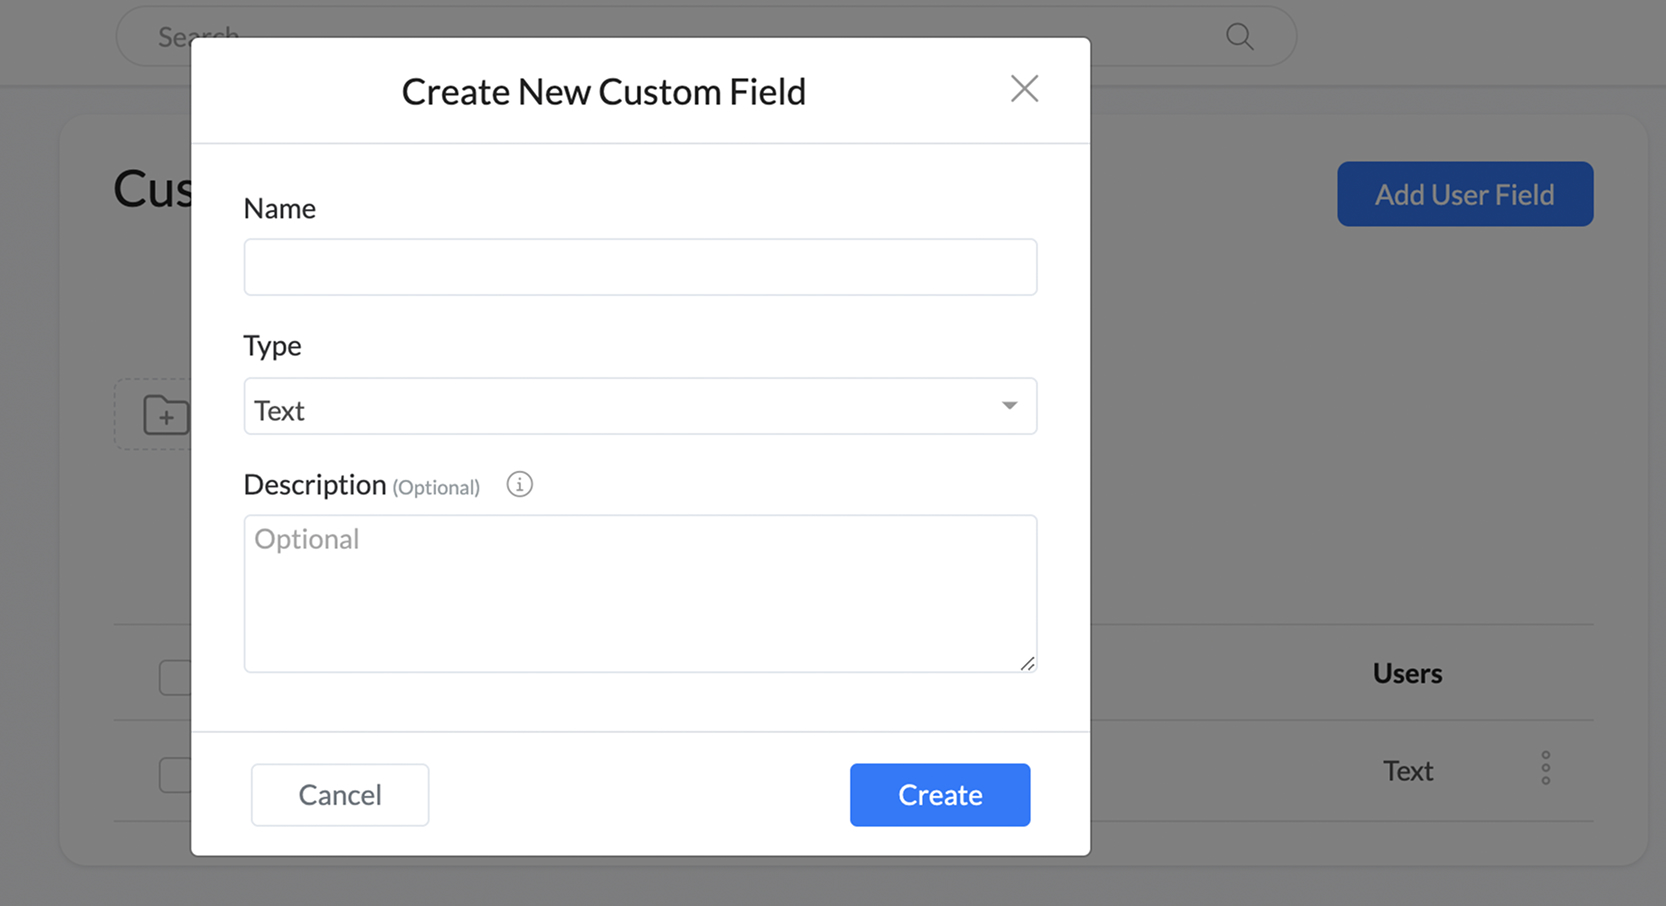 Search
Create New Custom Field
Cus
Add User Field
Name
Type
Text
Description (Optional)
Optional
Users
Text
Cancel
Create